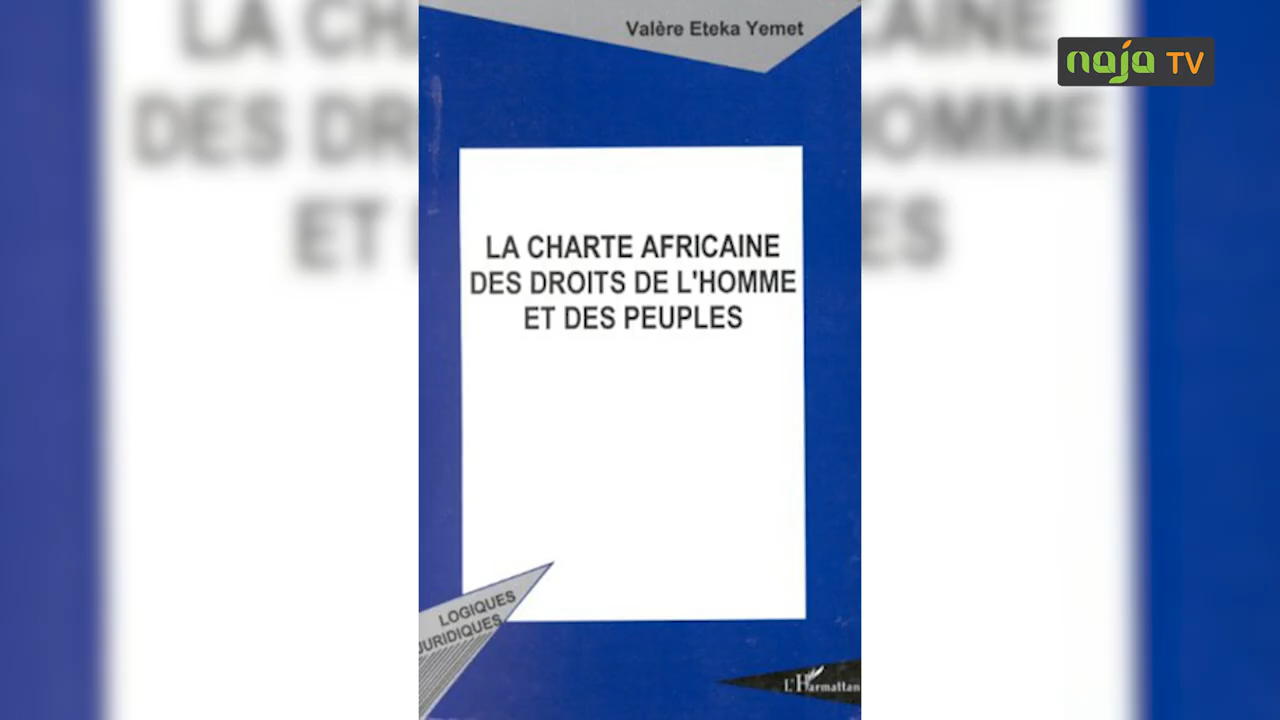 Valère Eteka Yemet
naja TV
LA CHARTE AFRICAINE
DES DROITS DE L'HOMME
ET DES PEUPLES
LOGIQUES
JURIDIQUES
L'Harmattan